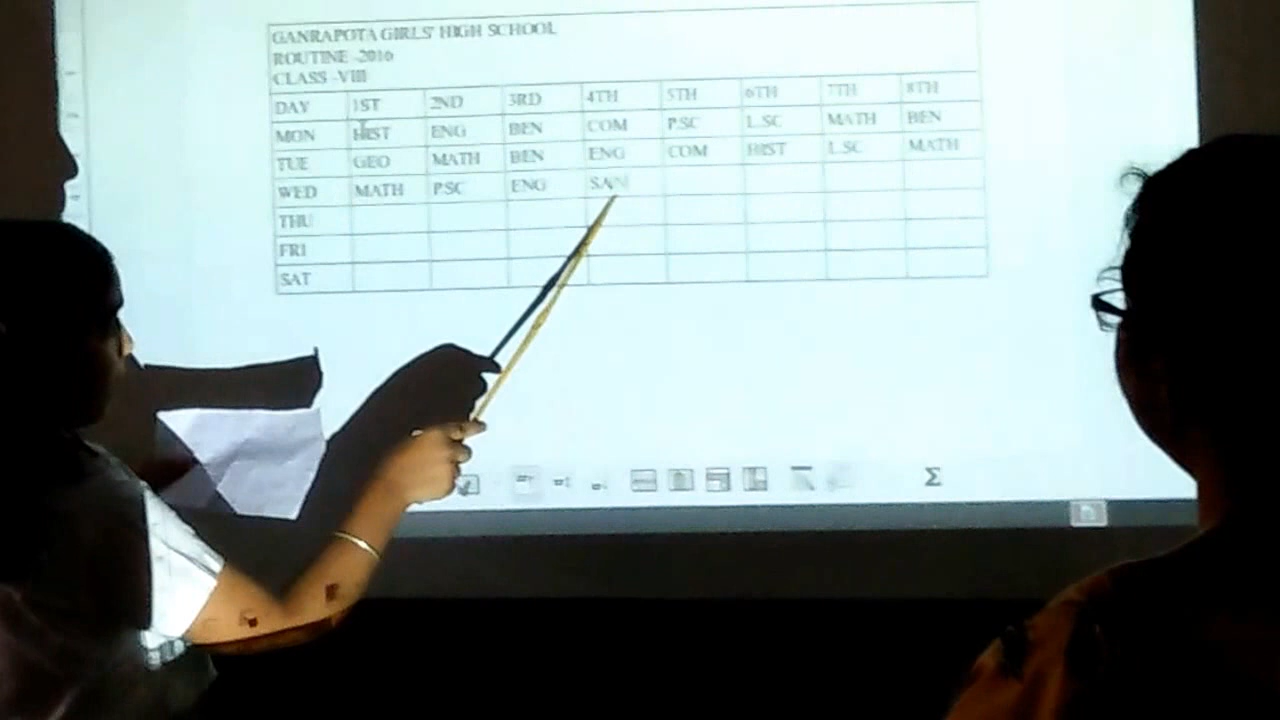 GANRAPOTA GIRLS' HIGH SCHOOL
ROUTINE -2016
CLASS -VIII
DAY 1ST 2ND 3RD 4TH 5TH 6TH 7TH 8TH
MON HIST ENG BEN COM P.SC L.SC MATH BEN
TUE GEO MATH BEN ENG COM HIST L.SC MATH
WED MATH P.SC ENG SAN
THU
FRI
SAT
Σ